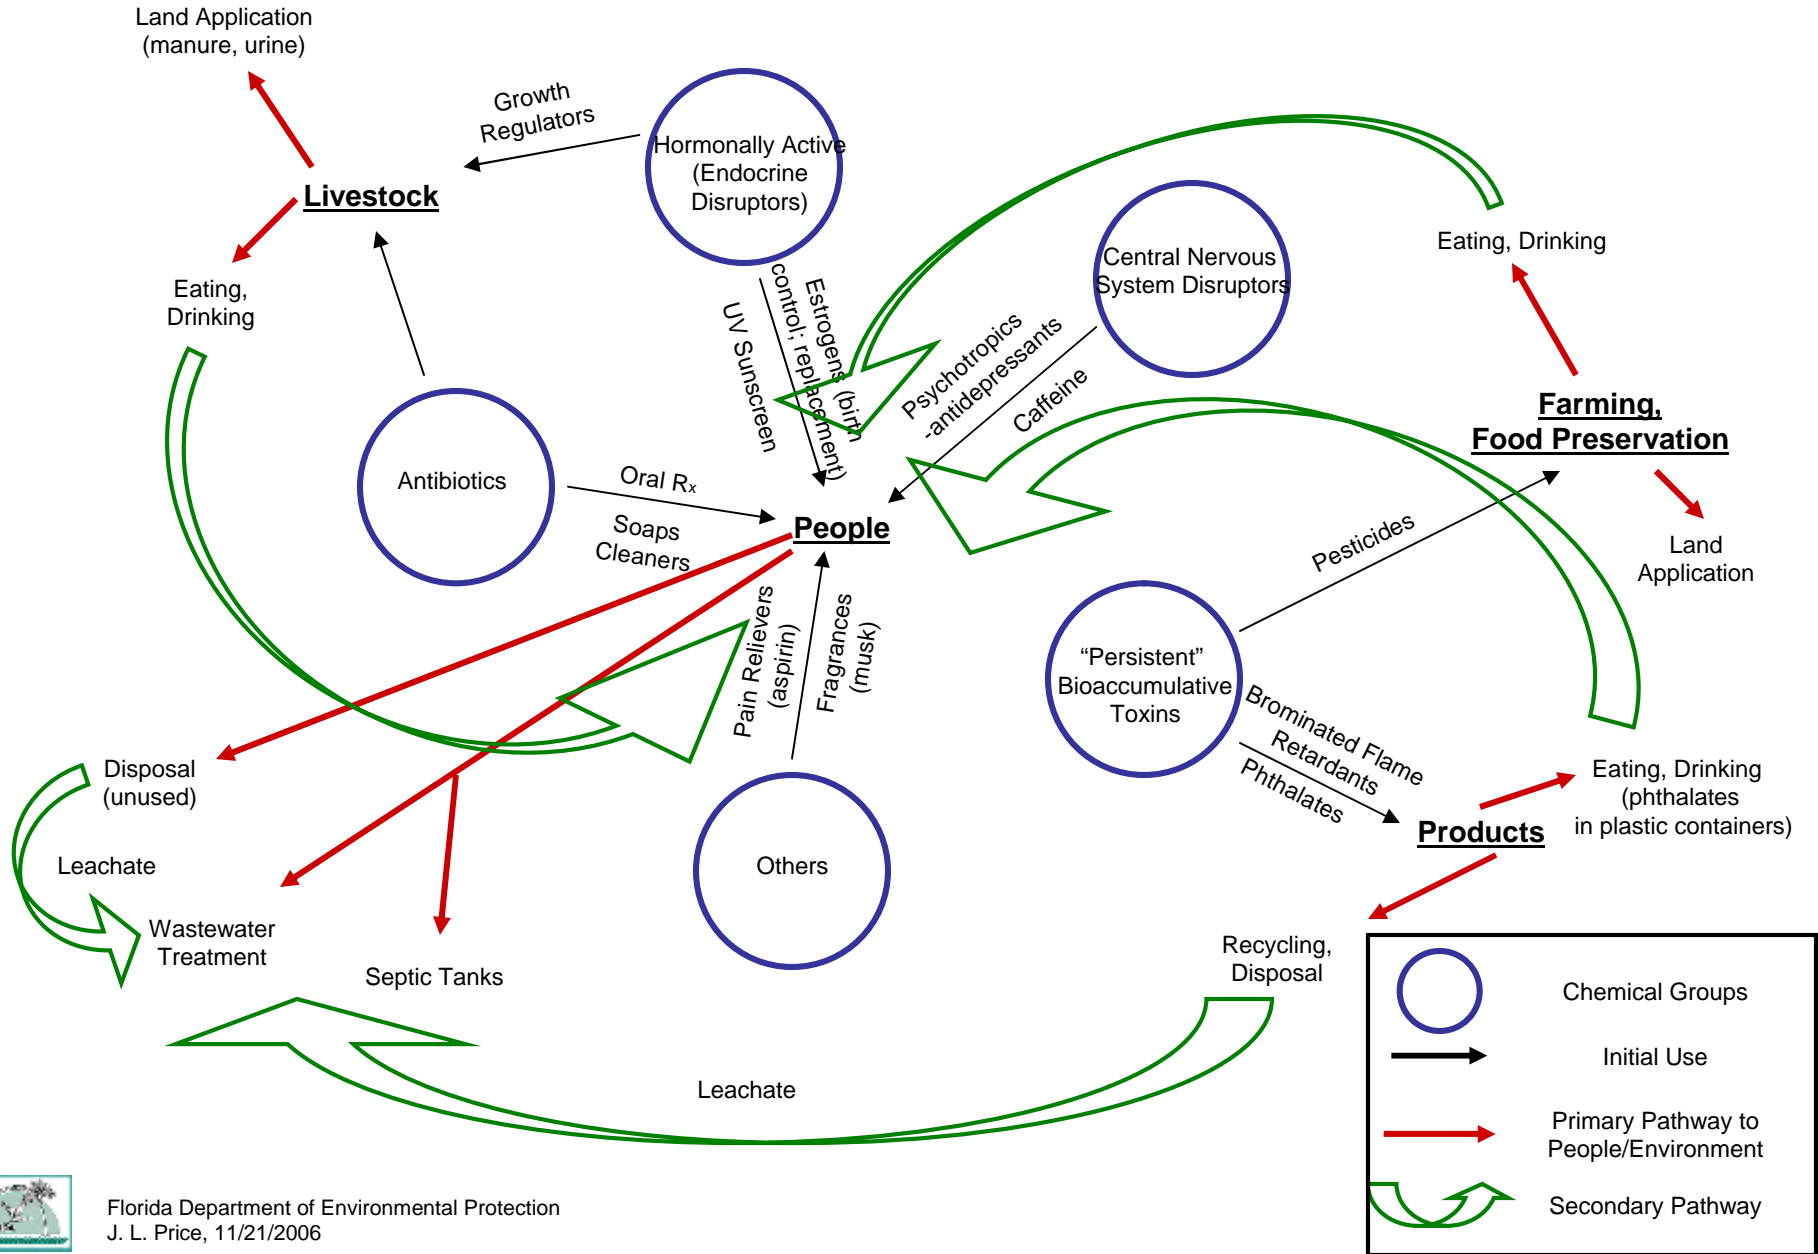 Land Application
(manure, urine)
Growth
Regulators
Hormonally Active
(Endocrine
Disruptors)
Livestock
Eating,
Drinking
Central Nervous
System Disruptors
Eating, Drinking
Estrogens (birth
control; replacement)
UV Sunscreen
Psychotropics
-antidepressants
Caffeine
Farming,
Food Preservation
Antibiotics
Oral Rx
Soaps
Cleaners
People
Pesticides
Land
Application
Pain Relievers
(aspirin)
Fragrances
(musk)
"Persistent"
Bioaccumulative
Toxins
Brominated Flame
Retardants
Phthalates
Disposal
(unused)
Eating, Drinking
(phthalates
in plastic containers)
Products
Leachate
Others
Wastewater
Treatment
Septic Tanks
Recycling,
Disposal
Leachate
Chemical Groups
Initial Use
Primary Pathway to
People/Environment
Secondary Pathway
Florida Department of Environmental Protection
J. L. Price, 11/21/2006